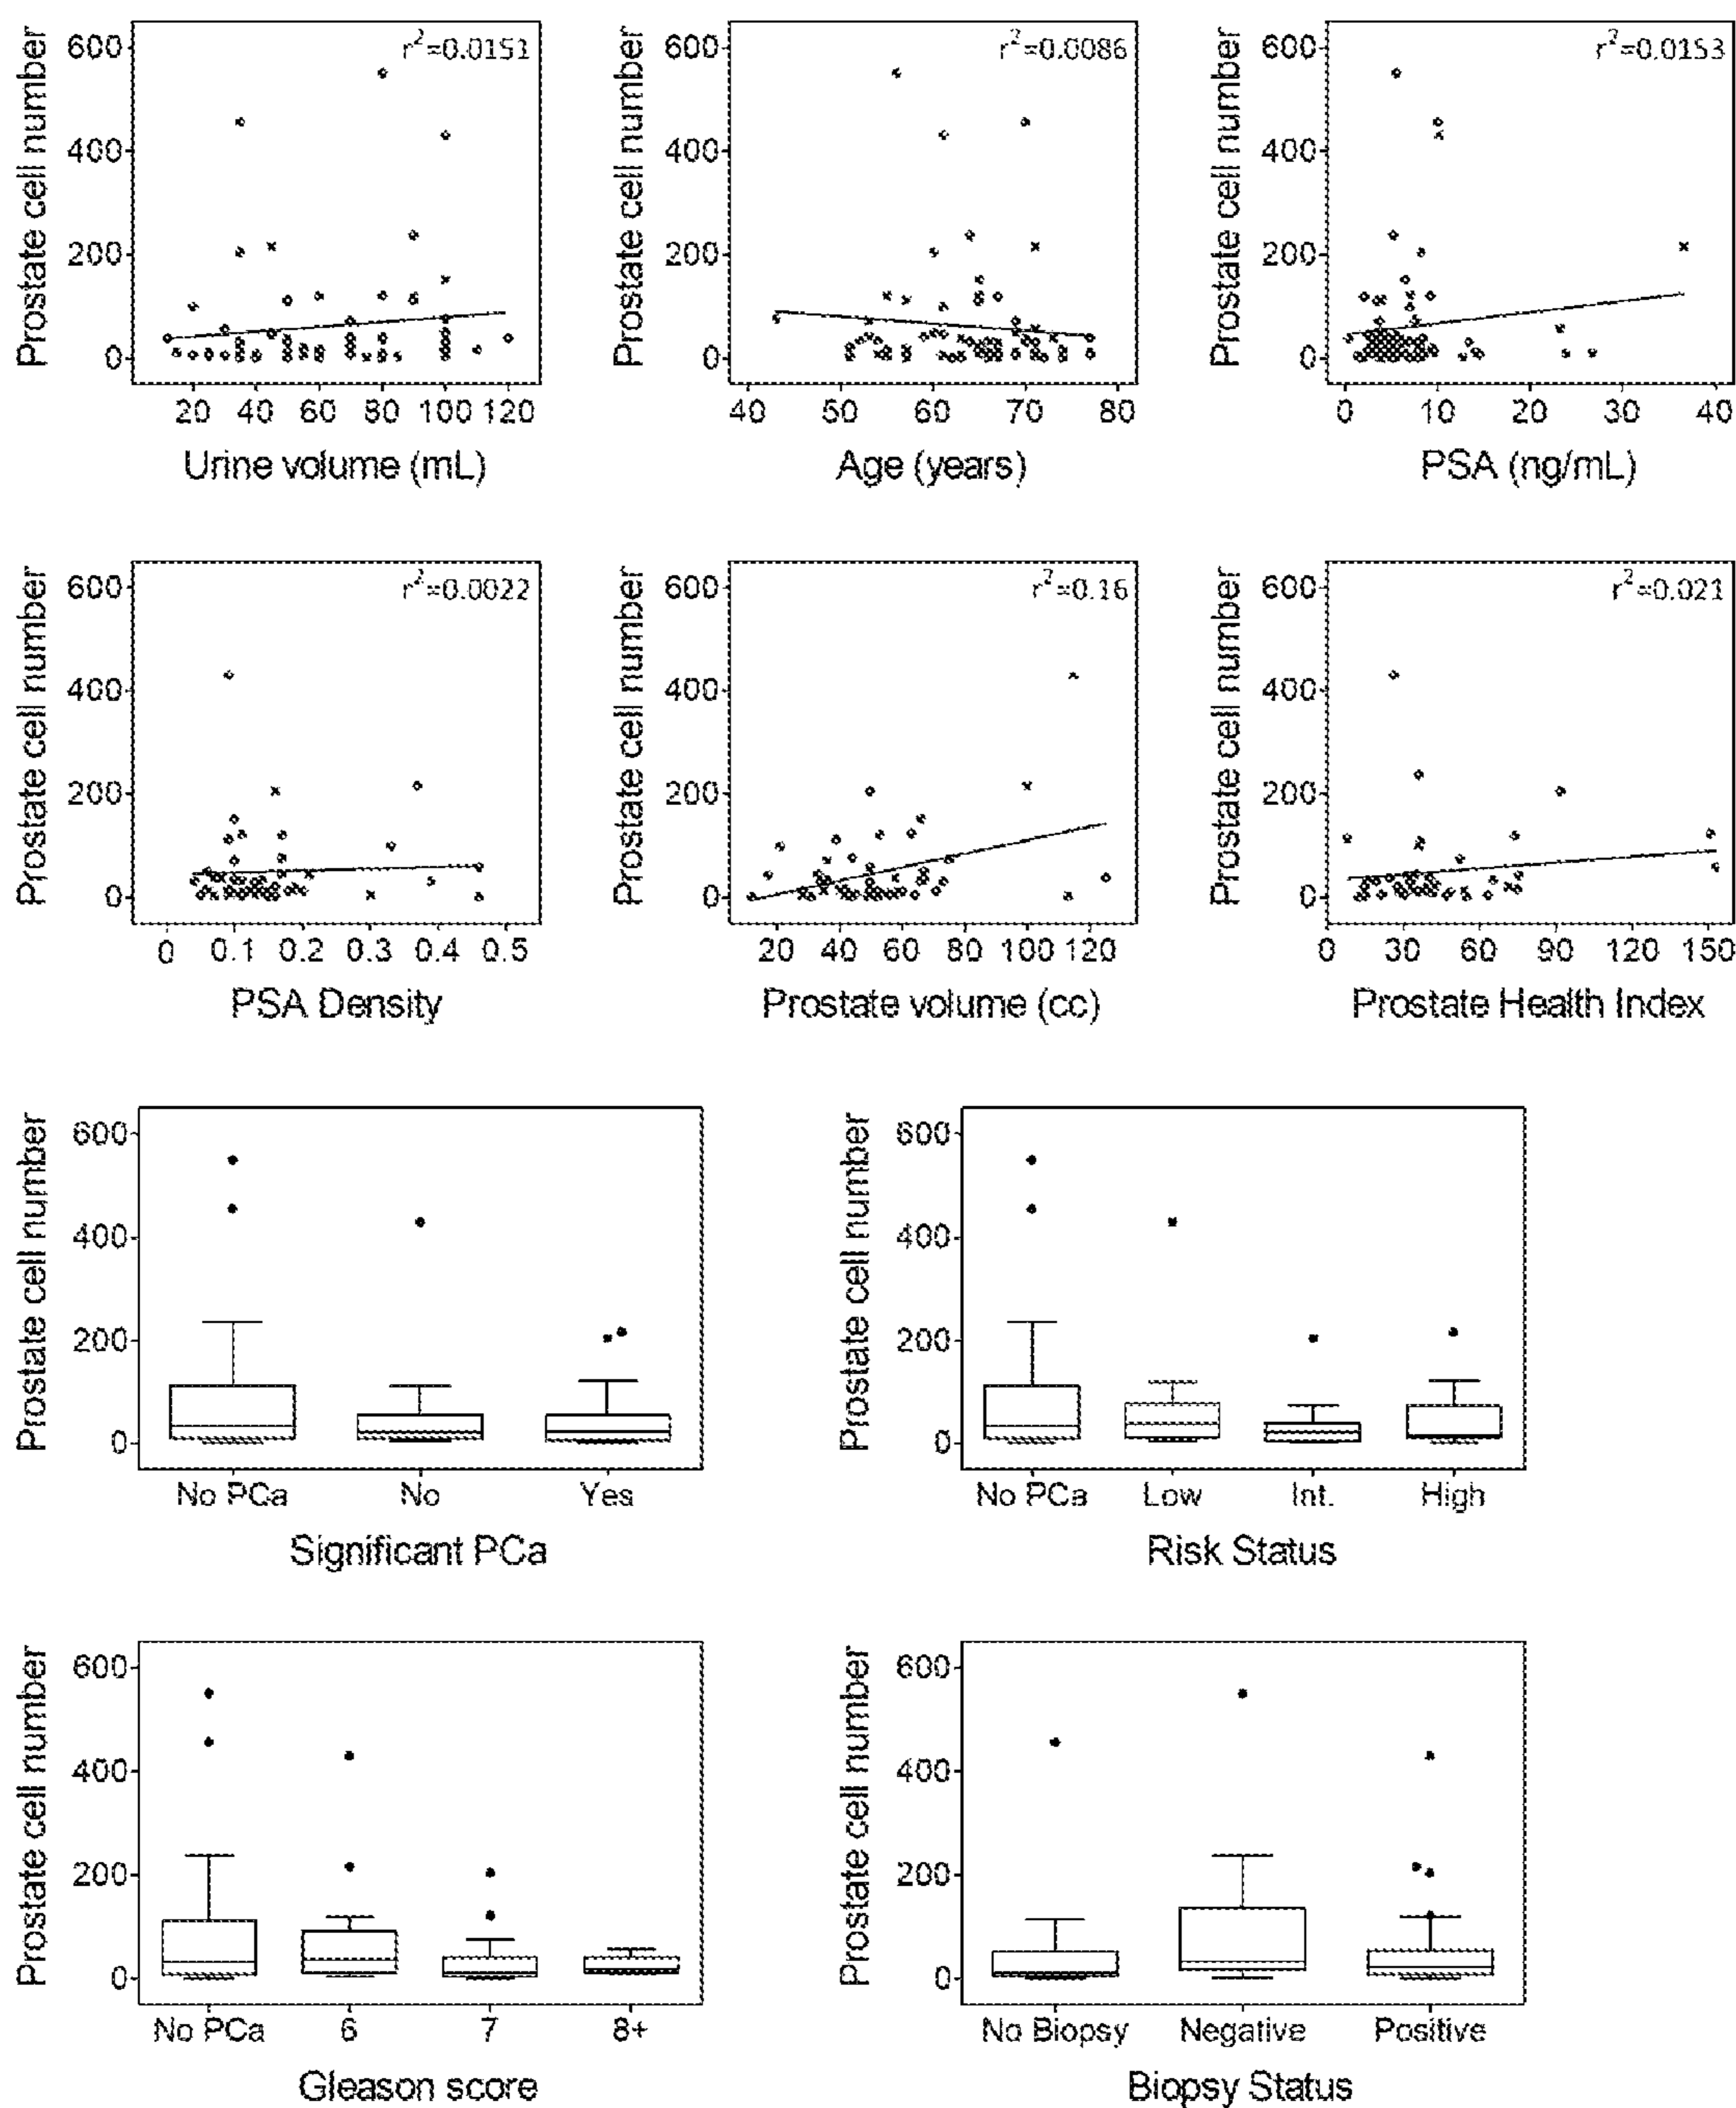 Prostate cell number
600
400
200
0
r²=0.0151
20 40 60 80 100 120
Urine volume (mL)
Prostate cell number
600
400
200
0
r²=0.0086
40 50 60 70 80
Age (years)
Prostate cell number
600
400
200
0
r²=0.0153
0 10 20 30 40
PSA (ng/mL)
Prostate cell number
600
400
200
0
r²=0.0022
0 0.1 0.2 0.3 0.4 0.5
PSA Density
Prostate cell number
600
400
200
0
r²=0.16
20 40 60 80 100 120
Prostate volume (cc)
Prostate cell number
600
400
200
0
r²=0.021
0 30 60 90 120 150
Prostate Health Index
Prostate cell number
600
400
200
0
No PCa No Yes
Significant PCa
Prostate cell number
600
400
200
0
No PCa Low Int. High
Risk Status
Prostate cell number
600
400
200
0
No PCa 6 7 8+
Gleason score
Prostate cell number
600
400
200
0
No Biopsy Negative Positive
Biopsy Status